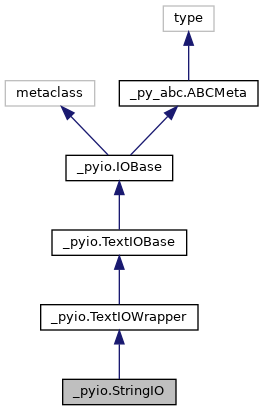 type
metaclass
_py_abc.ABCMeta
_pyio.IOBase
_pyio.TextIOBase
_pyio.TextIOWrapper
_pyio.StringIO